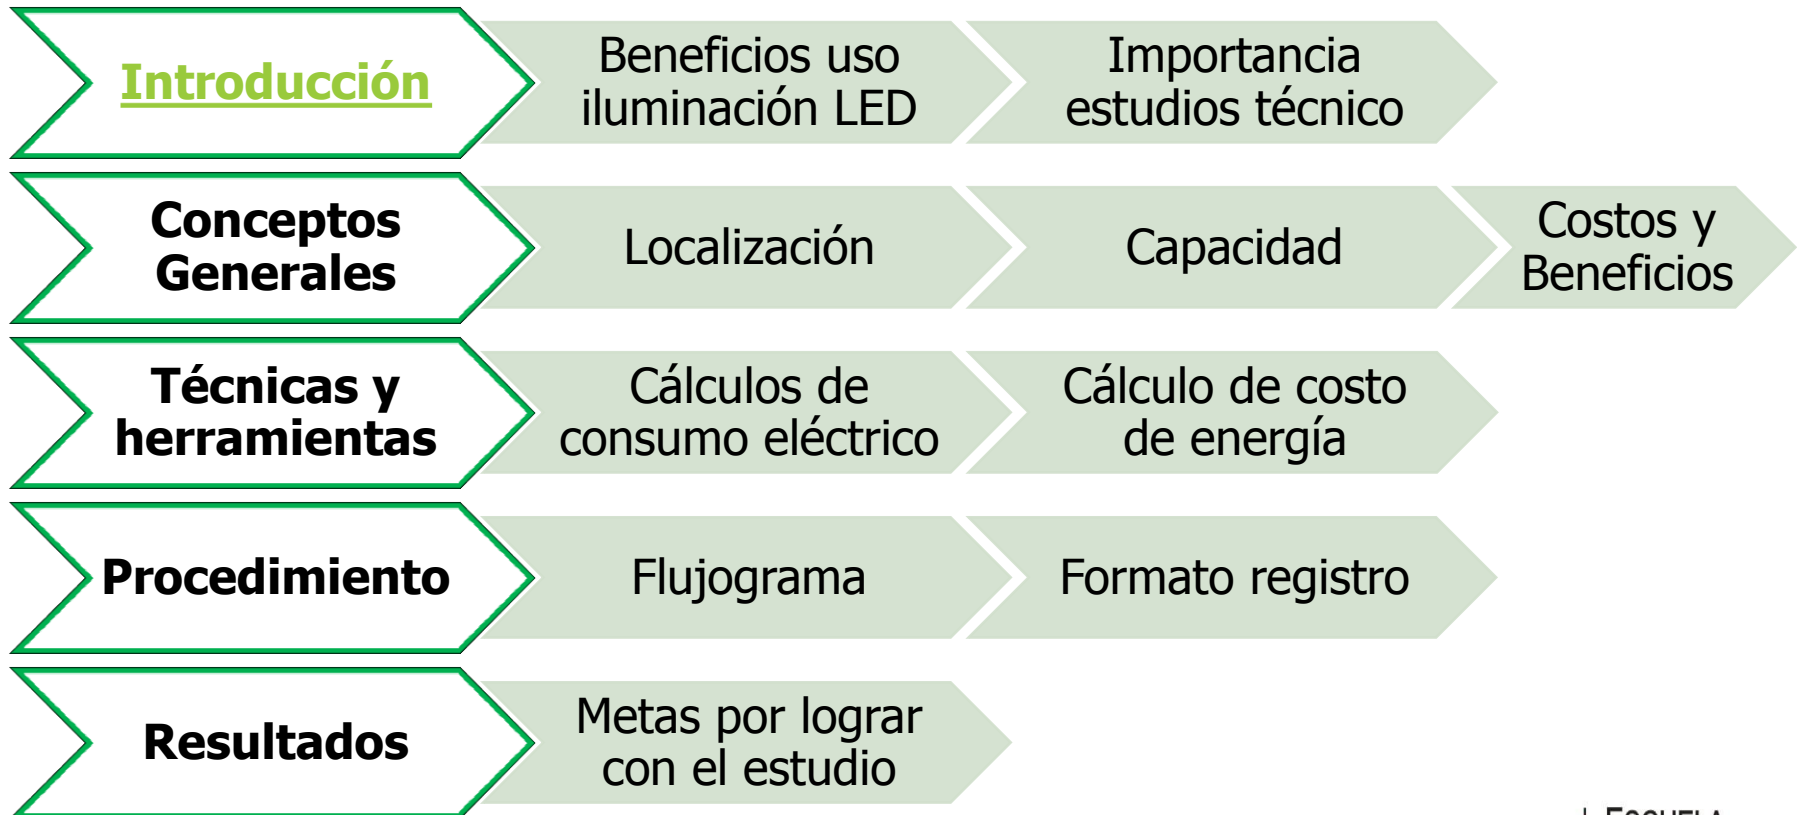 Introducción
Beneficios uso
iluminación LED
Importancia
estudios técnico
Conceptos
Generales
Localización
Capacidad
Costos y
Beneficios
Técnicas y
herramientas
Cálculos de
consumo eléctrico
Cálculo de costo
de energía
Procedimiento
Flujograma
Formato registro
Resultados
Metas por lograr
con el estudio
ESCUELA